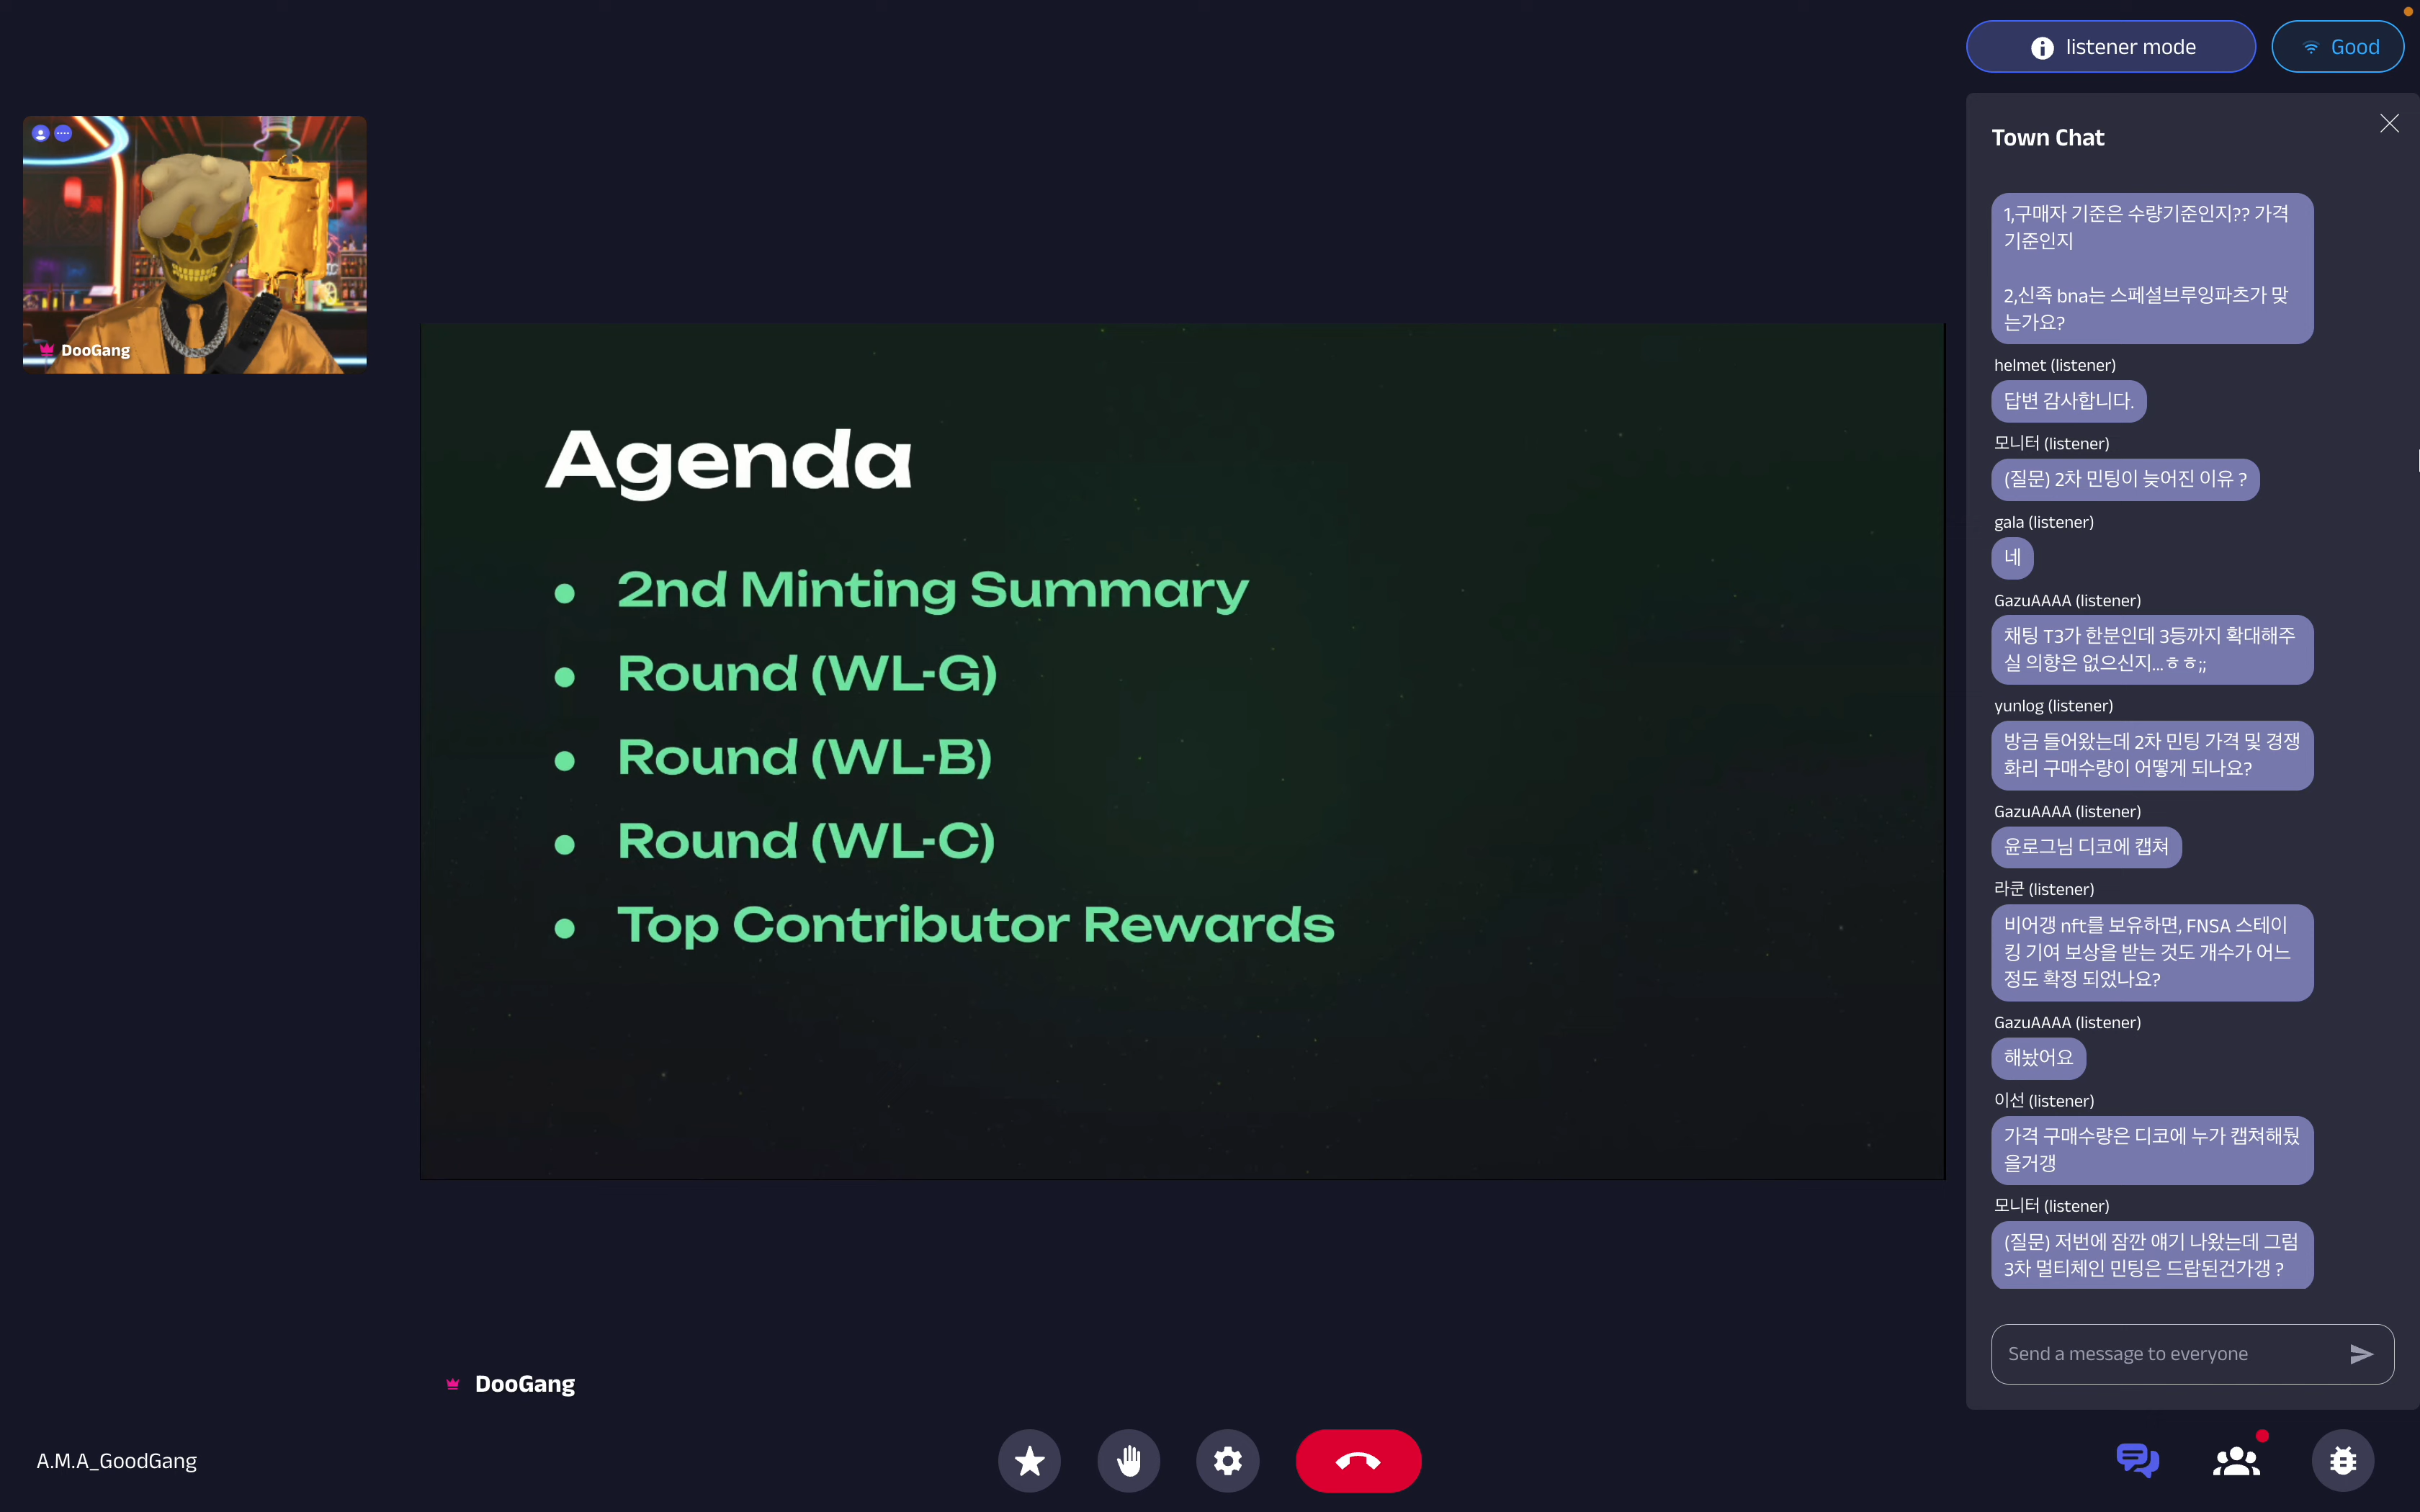 listener mode
Good
DooGang
Agenda
2nd Minting Summary
Round (WL-G)
Round (WL-B)
Round (WL-C)
Top Contributor Rewards
DooGang
Town Chat
1,구매자 기준은 수량기준인지?? 가격
기준인지
2,신족 bna는 스페셜브루잉파츠가 맞
는가요?
helmet (listener)
답변 감사합니다.
모니터 (listener)
(질문) 2차 민팅이 늦어진 이유 ?
gala (listener)
네
GazuAAAA (listener)
채팅 T3가 한분인데 3등까지 확대해주
실 의향은 없으신지...ㅎㅎ;;
yunlog (listener)
방금 들어왔는데 2차 민팅 가격 및 경쟁
화리 구매수량이 어떻게 되나요?
GazuAAAA (listener)
윤로그님 디코에 캡쳐
라쿤 (listener)
비어갱 nft를 보유하면, FNSA 스테이
킹 기여 보상을 받는 것도 개수가 어느
정도 확정 되었나요?
GazuAAAA (listener)
해놨어요
이선 (listener)
가격 구매수량은 디코에 누가 캡쳐해뒀
을거갱
모니터 (listener)
(질문) 저번에 잠깐 얘기 나왔는데 그럼
3차 멀티체인 민팅은 드랍된건가갱 ?
Send a message to everyone
A.M.A_GoodGang